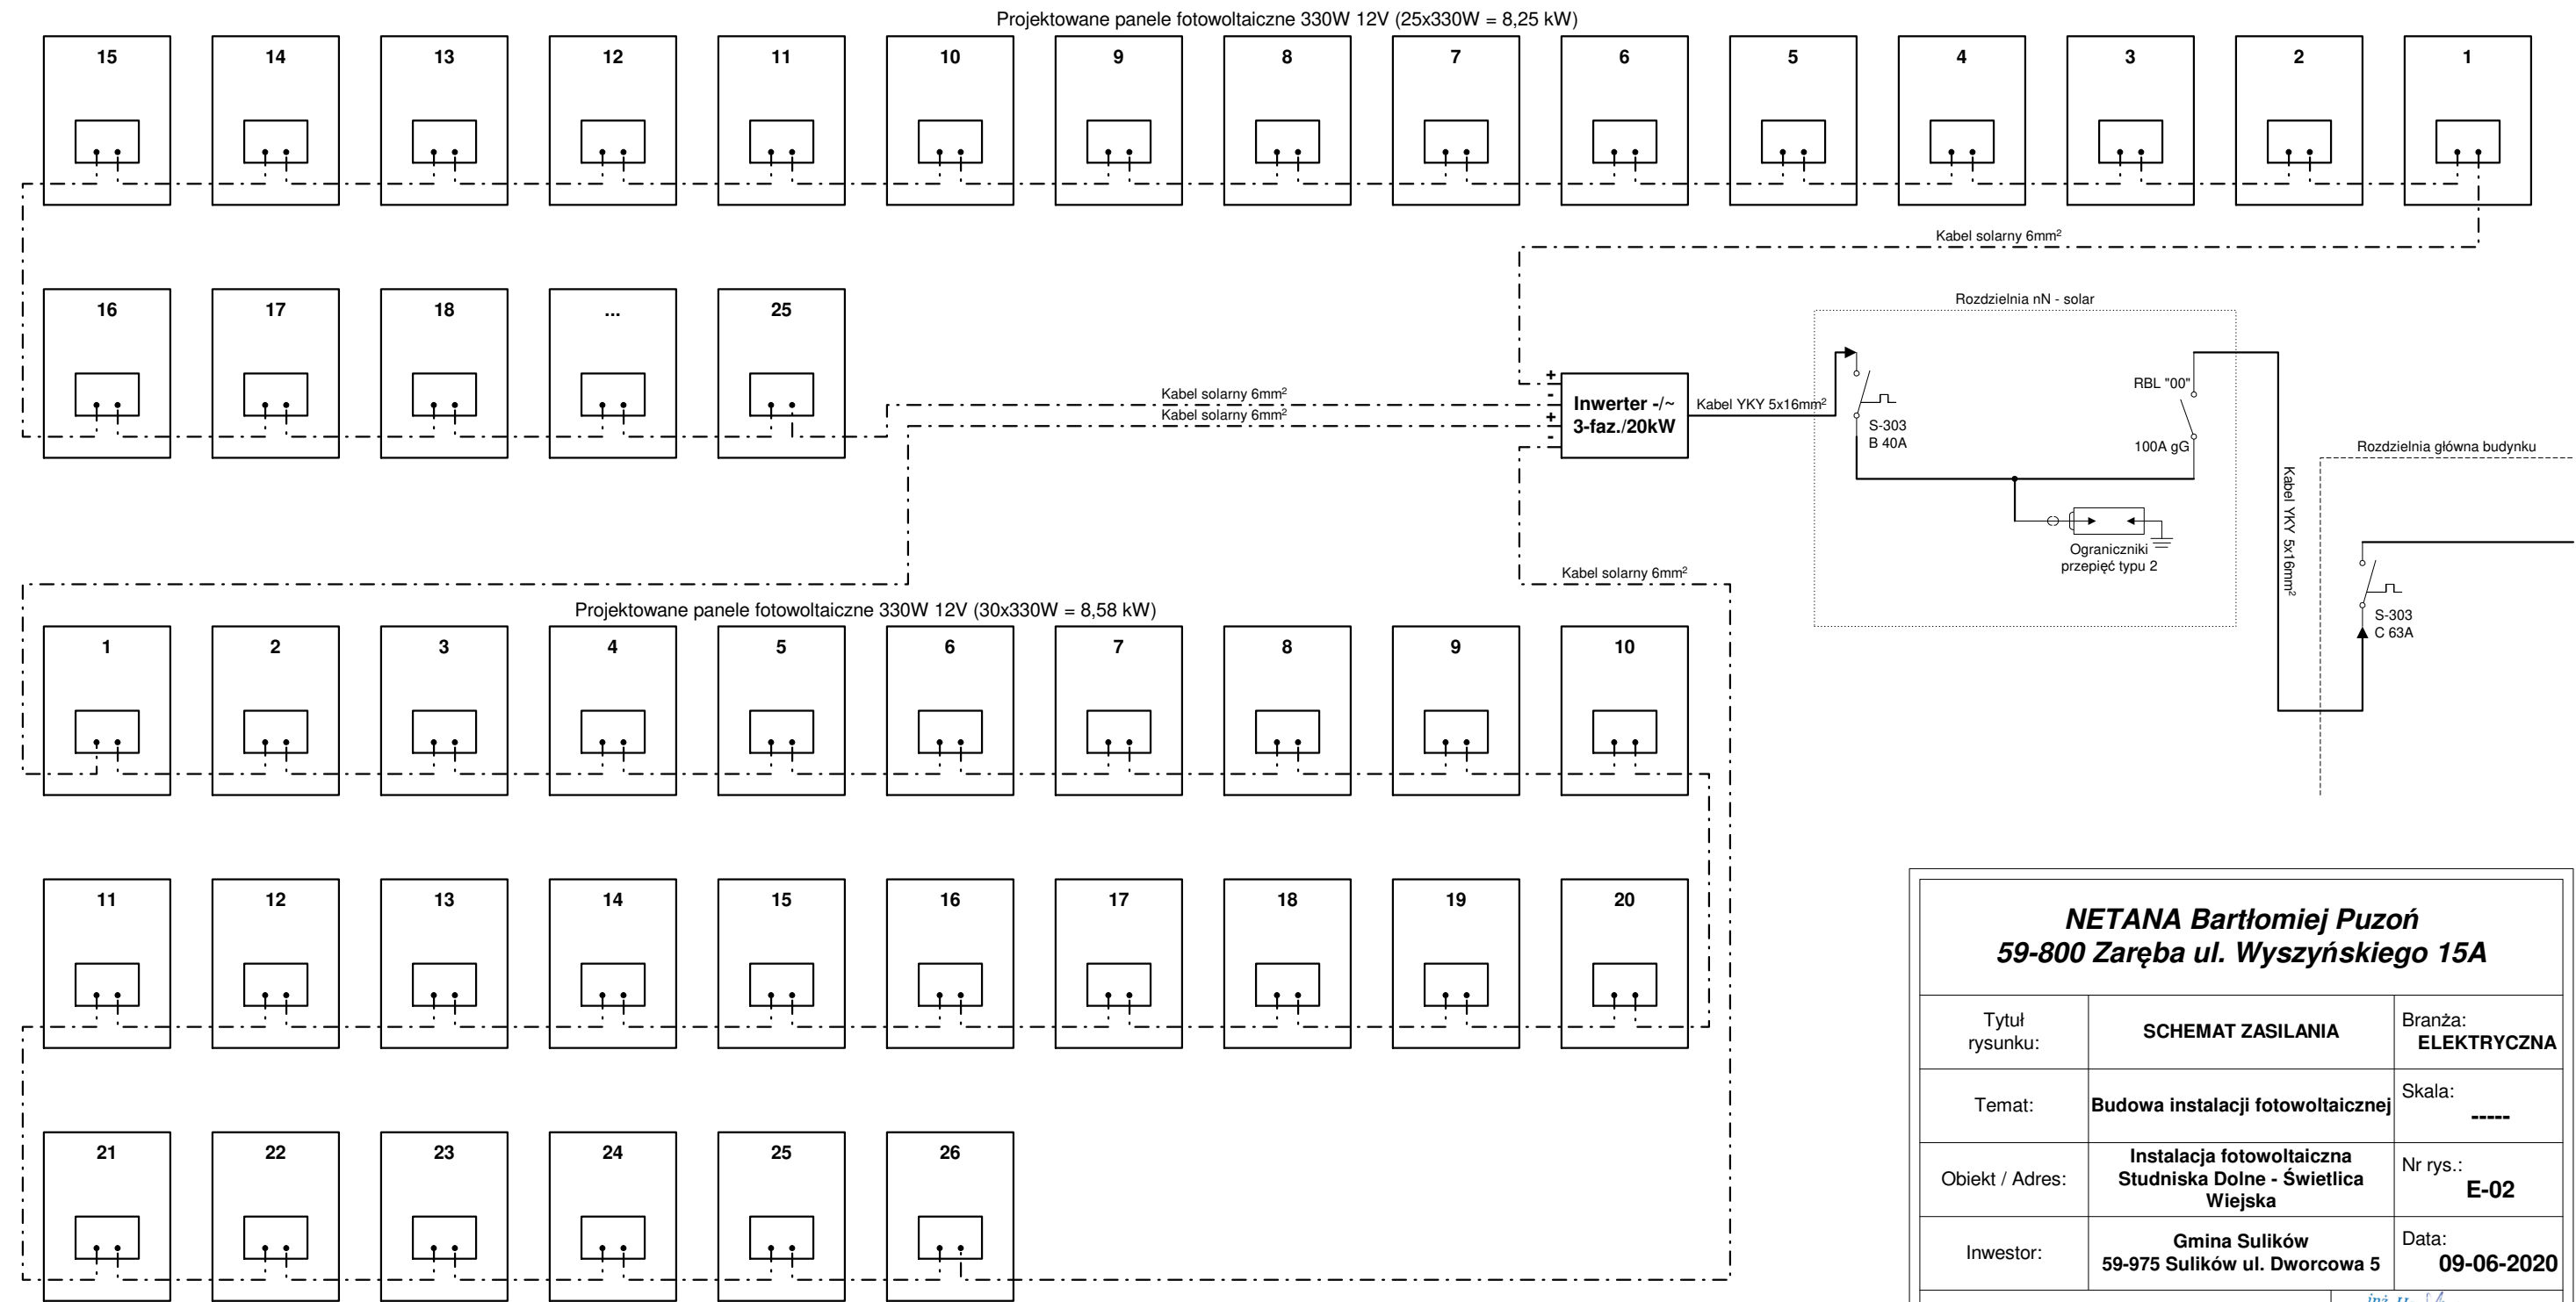 Projektowane panele fotowoltaiczne 330W 12V (25x330W = 8,25 kW)
15 14 13 12 11 10 9 8 7 6 5 4 3 2 1
Kabel solarny 6mm²
16 17 18 ... 25
Rozdzielnia nN - solar
+
-
+
-
Inwerter -/~
3-faz./20kW
Kabel solarny 6mm²
Kabel solarny 6mm²
Kabel YKY 5x16mm²
S-303
B 40A
RBL "00"
100A gG
Ograniczniki
przepięć typu 2
Kabel YKY 5x16mm²
Rozdzielnia główna budynku
S-303
C 63A
Kabel solarny 6mm²
Projektowane panele fotowoltaiczne 330W 12V (30x330W = 8,58 kW)
1 2 3 4 5 6 7 8 9 10
11 12 13 14 15 16 17 18 19 20
21 22 23 24 25 26
NETANA Bartłomiej Puzoń
59-800 Zaręba ul. Wyszyńskiego 15A
Tytuł
rysunku:
SCHEMAT ZASILANIA
Branża:
ELEKTRYCZNA
Temat:
Budowa instalacji fotowoltaicznej
Skala:
-----
Obiekt / Adres:
Instalacja fotowoltaiczna
Studniska Dolne - Świetlica
Wiejska
Nr rys.:
E-02
Inwestor:
Gmina Sulików
59-975 Sulików ul. Dworcowa 5
Data:
09-06-2020